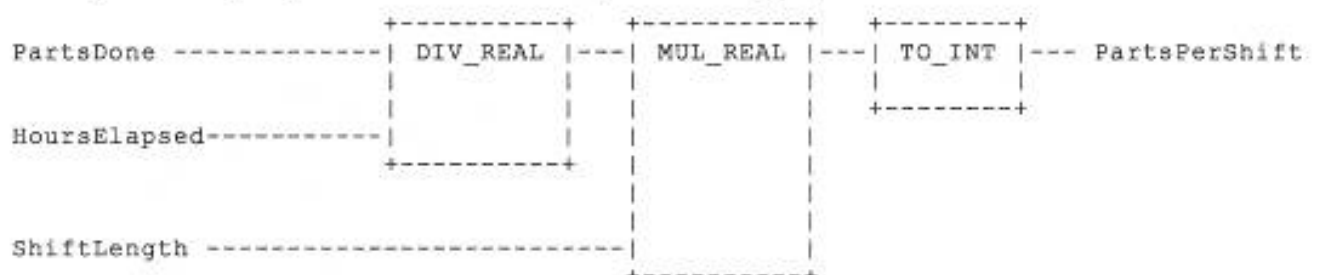 PartsDone DIV_REAL MUL_REAL TO_INT PartsPerShift
HoursElapsed
ShiftLength